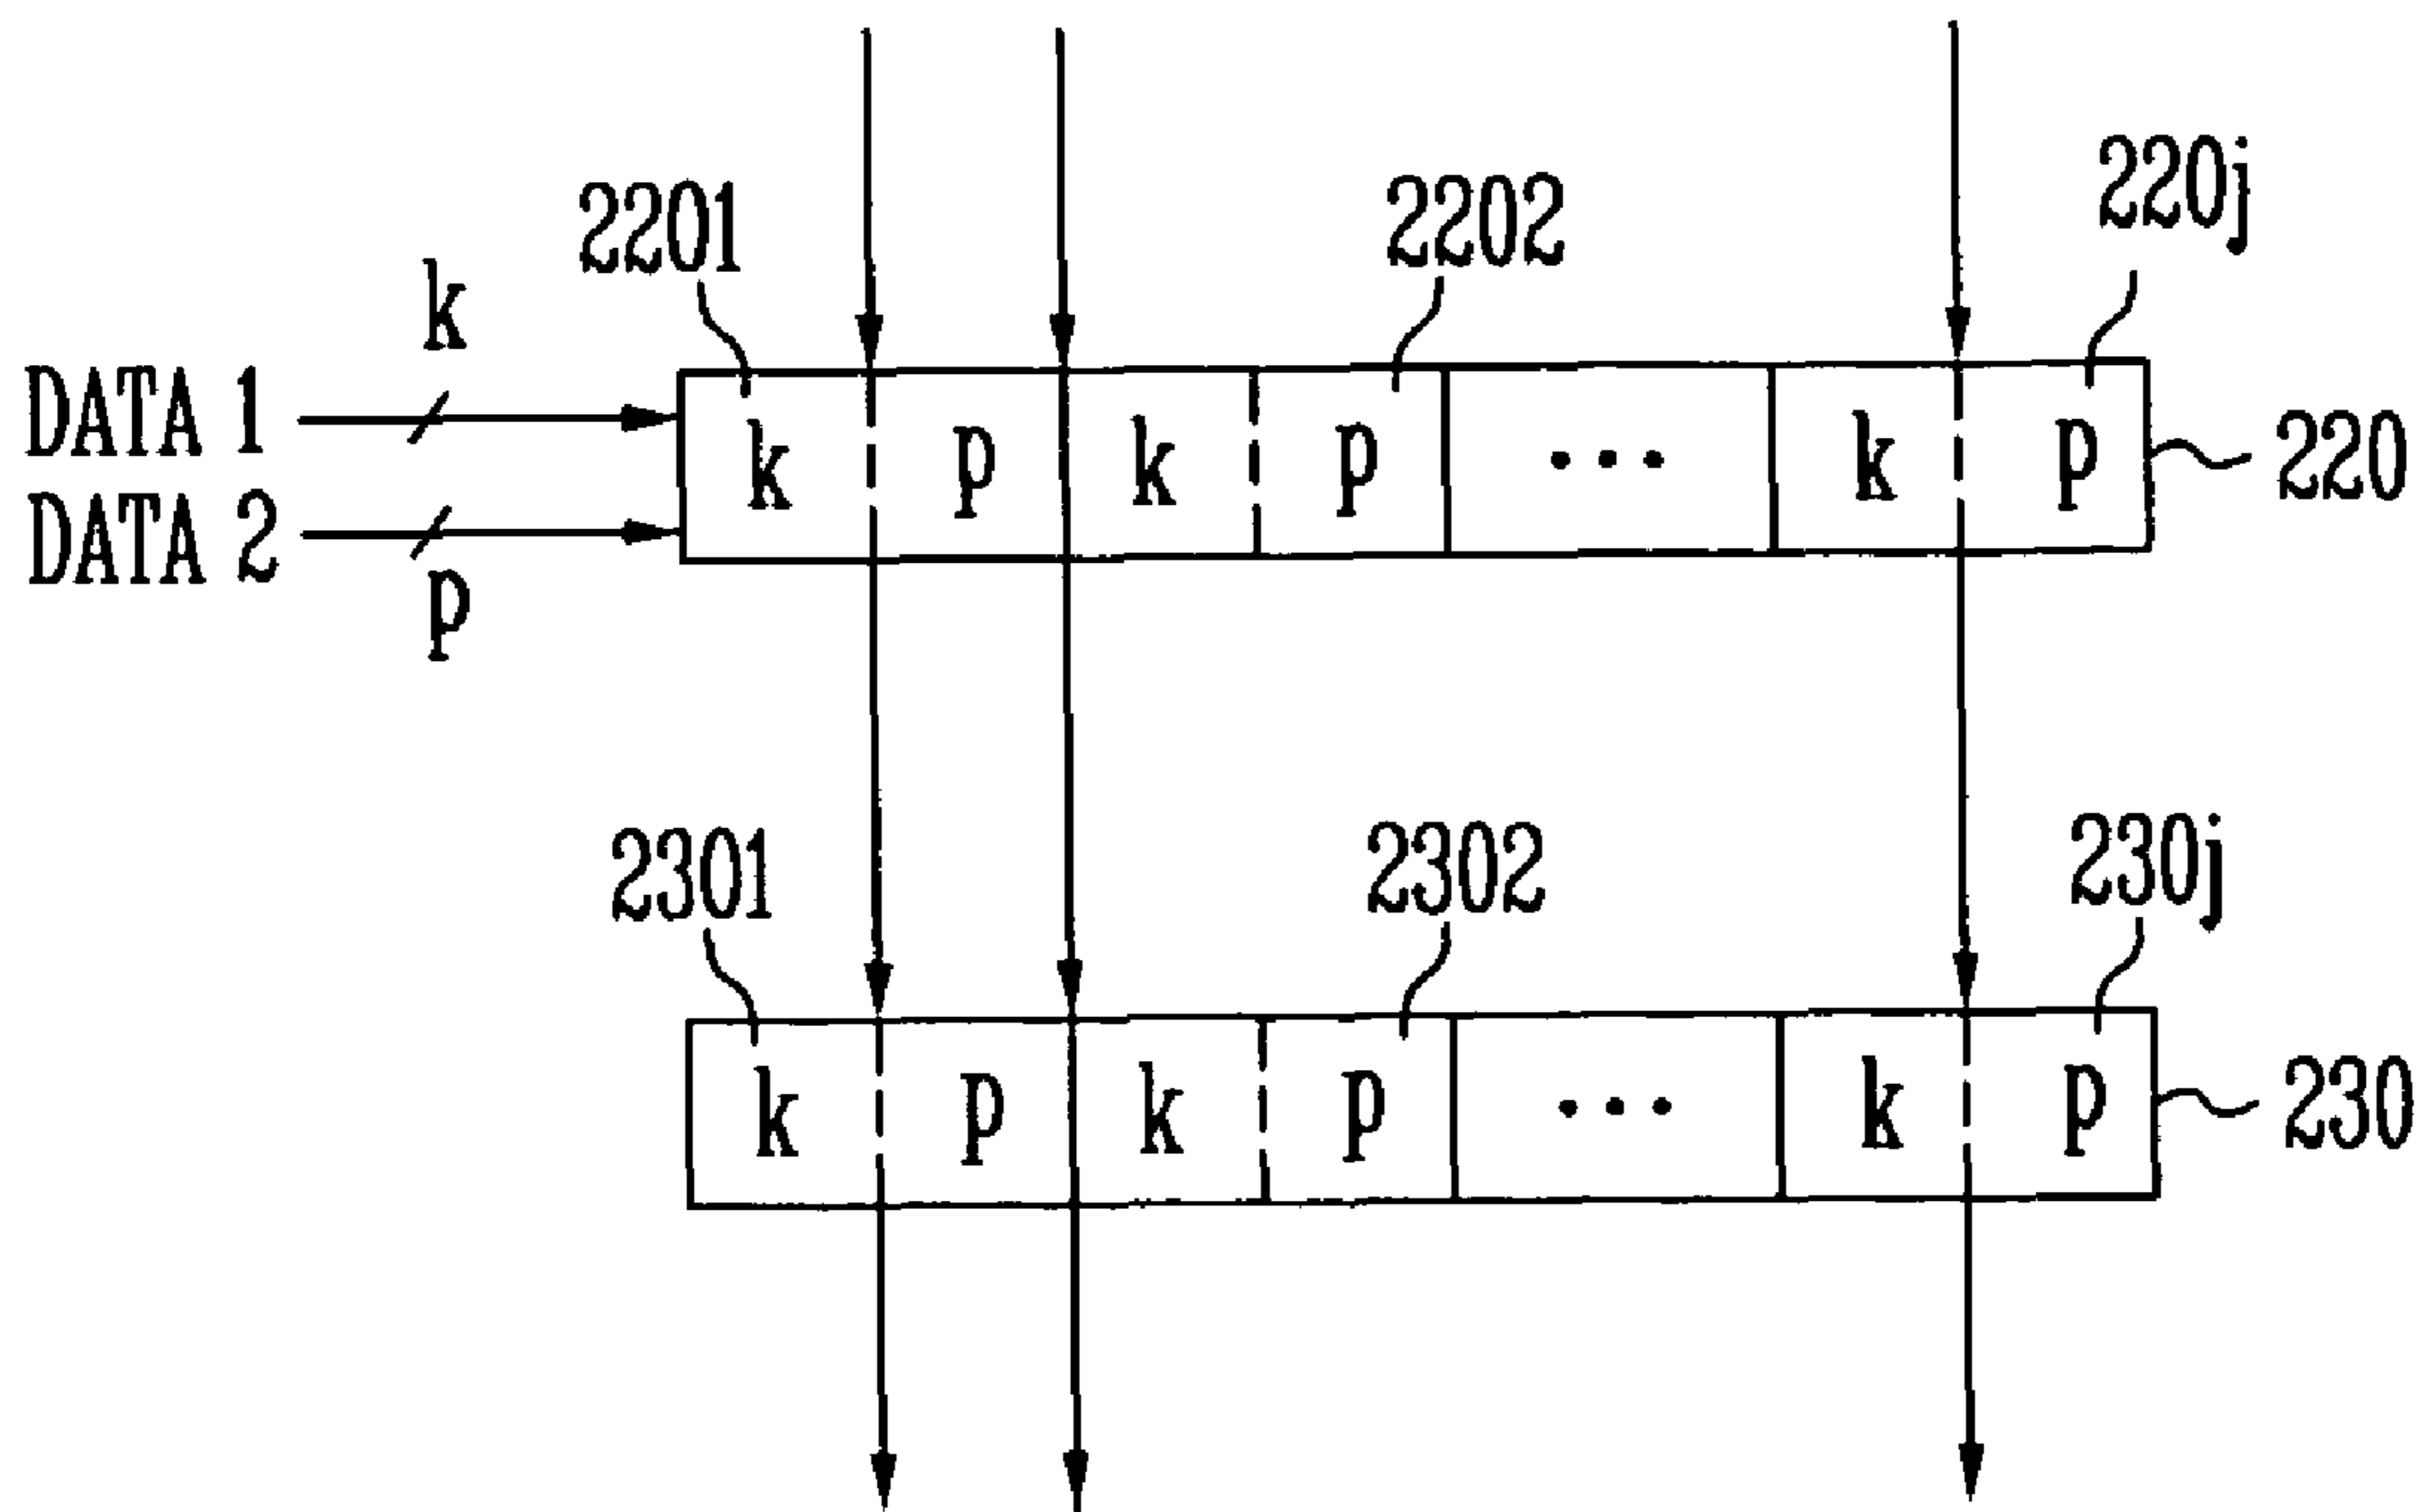 220j
2201
2202
k
DATA 1
k p k p ... k p
220
DATA 2
p
230j
2301
2302
k p k p ... k p
230